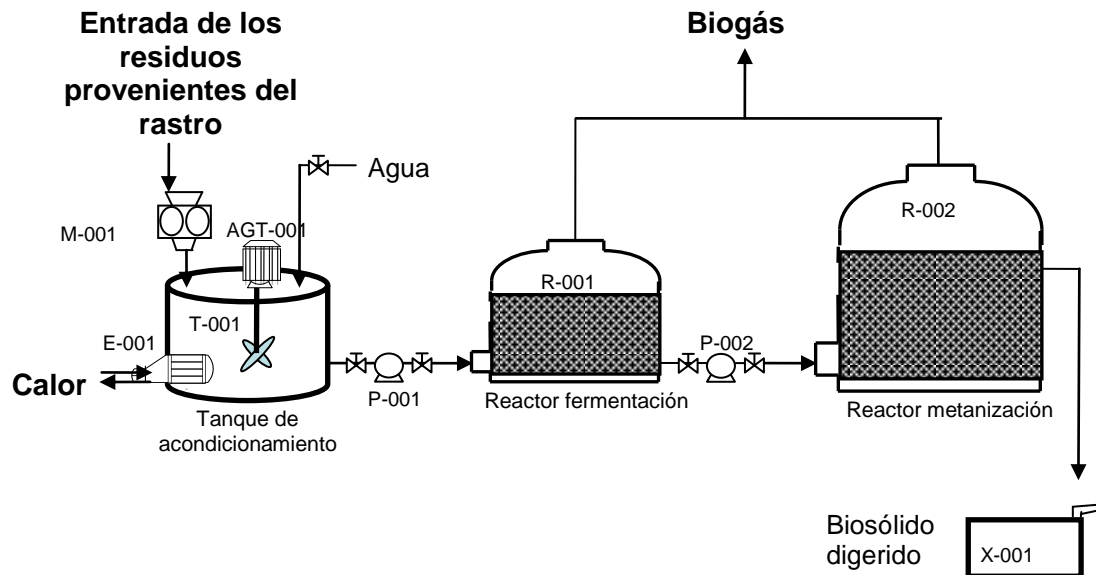 Entrada de los
residuos
provenientes del
rastro
Biogás
Agua
M-001
AGT-001
R-002
R-001
T-001
E-001
P-002
Calor
P-001
Reactor fermentación
Reactor metanización
Tanque de
acondicionamiento
Biosólido
digerido
X-001